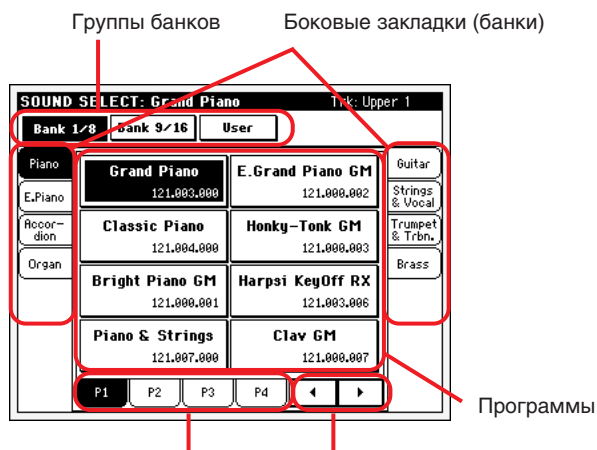 Группы банков
Боковые закладки (банки)
SOUND SELECT: Grand Piano
Trk: Upper 1
Bank 1/8
Bank 9/16
User
Piano
E.Piano
Accor-
dion
Organ
Grand Piano
121.003.000
E.Grand Piano GM
121.000.002
Classic Piano
121.004.000
Honky-Tonk GM
121.000.003
Bright Piano GM
121.000.001
Harpsi KeyOff RX
121.003.006
Piano & Strings
121.007.000
Clav GM
121.000.007
Guitar
Strings
& Vocal
Trumpet
& Trbn.
Brass
P1
P2
P3
P4
Программы